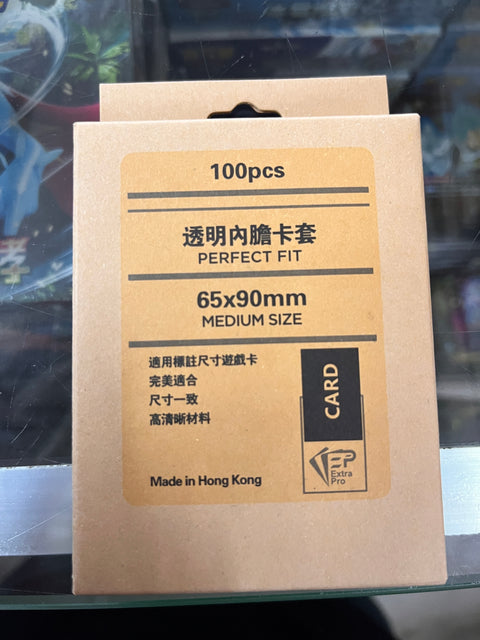 100pcs
透明內膽卡套
PERFECT FIT
65x90mm
MEDIUM SIZE
適用標註尺寸遊戲卡
完美適合
尺寸一致
高清晰材料
CARD
EP
Extra
Pro
Made in Hong Kong